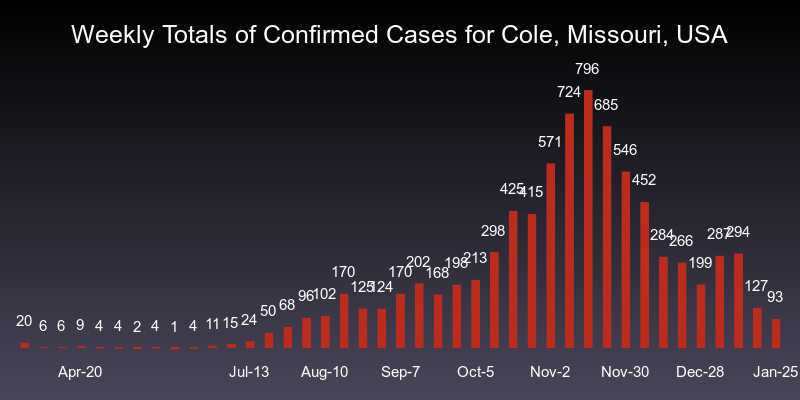 Weekly Totals of Confirmed Cases for Cole, Missouri, USA
20 6 6 9 4 4 2 4 1 4 11 15 24 50 68 96 102 170 125 124 170 202 168 198 213 298 425 415 571 724 796 685 546 452 284 266 199 287 294 127 93
Apr-20 Jul-13 Aug-10 Sep-7 Oct-5 Nov-2 Nov-30 Dec-28 Jan-25